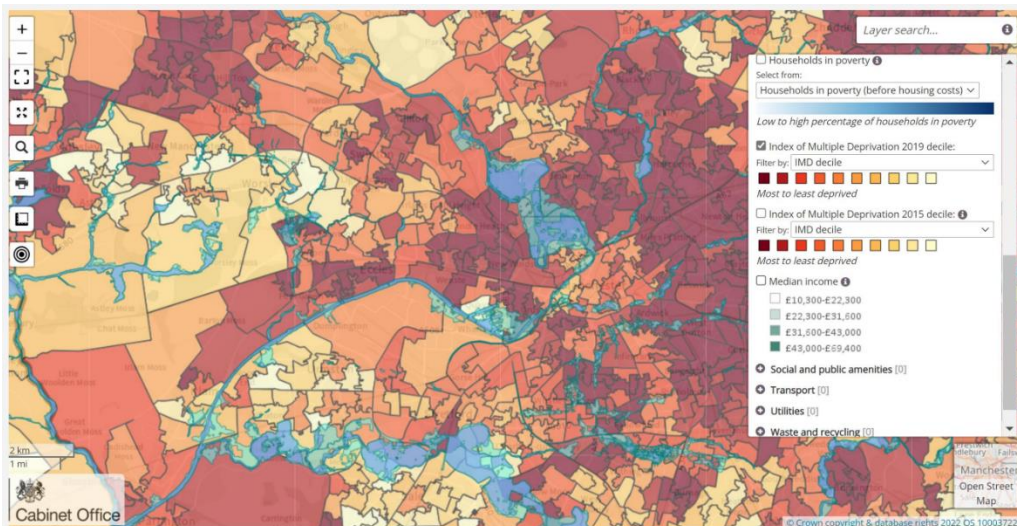 +
−
Layer search...
Households in poverty
Select from:
Households in poverty (before housing costs)
Low to high percentage of households in poverty
Index of Multiple Deprivation 2019 decile:
Filter by: IMD decile
Most to least deprived
Index of Multiple Deprivation 2015 decile:
Filter by: IMD decile
Most to least deprived
Median income
£10,300-£22,300
£22,300-£31,600
£31,600-£43,000
£43,000-£69,400
Social and public amenities [0]
Transport [0]
Utilities [0]
Waste and recycling [0]
Eccles
2 km
1 mi
Cabinet Office
Manchester
Open Street
Map
© Crown copyright & database rights 2022 OS 10003722